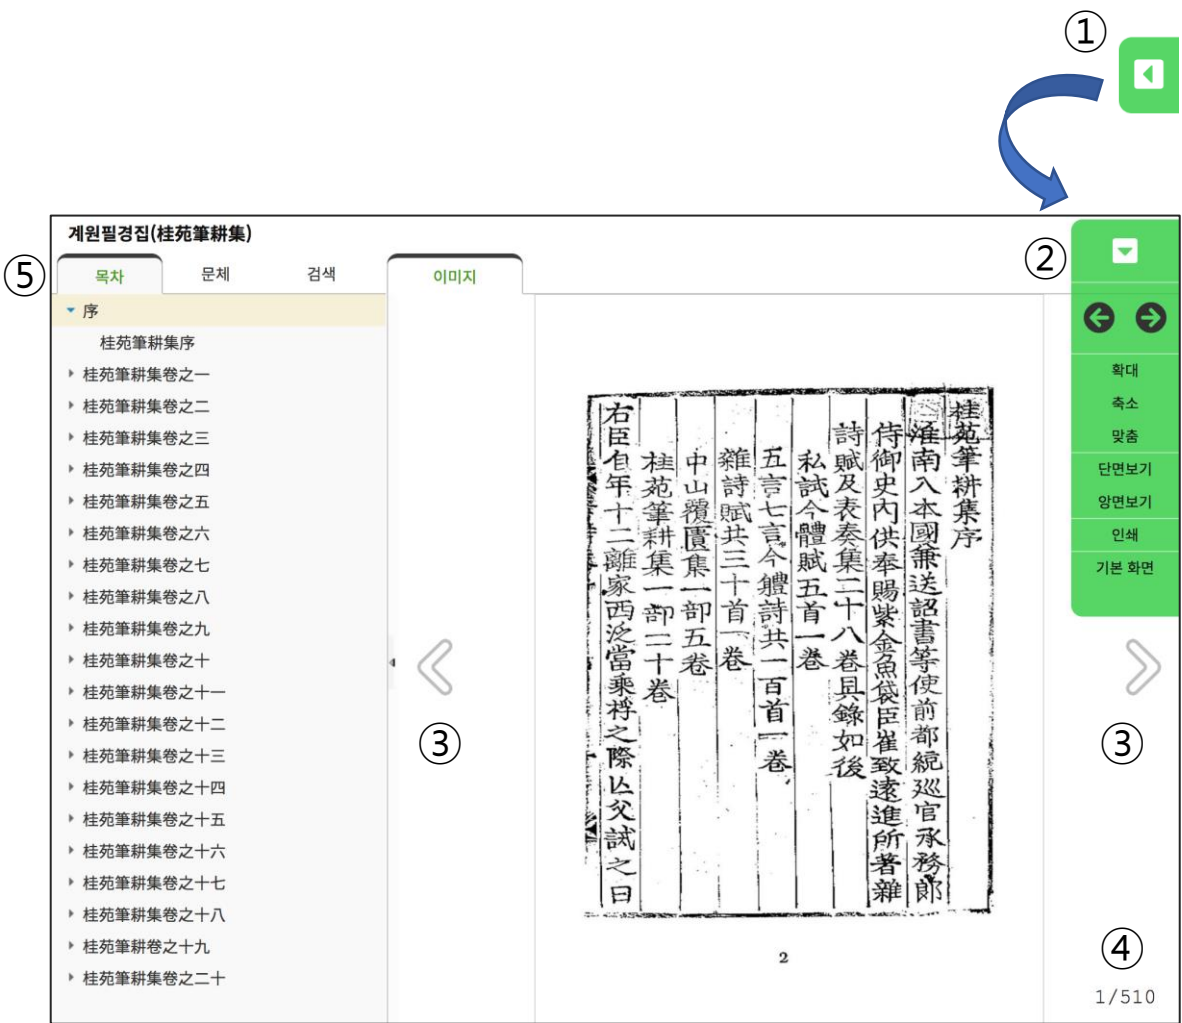 ①
계원필경집(桂苑筆耕集)
②
⑤
목차
문체
검색
이미지
序
桂苑筆耕集序
桂苑筆耕集卷之一
桂苑筆耕集卷之二
桂苑筆耕集卷之三
桂苑筆耕集卷之四
桂苑筆耕集卷之五
桂苑筆耕集卷之六
桂苑筆耕集卷之七
桂苑筆耕集卷之八
桂苑筆耕集卷之九
桂苑筆耕集卷之十
桂苑筆耕集卷之十一
桂苑筆耕集卷之十二
桂苑筆耕集卷之十三
桂苑筆耕集卷之十四
桂苑筆耕集卷之十五
桂苑筆耕集卷之十六
桂苑筆耕集卷之十七
桂苑筆耕集卷之十八
桂苑筆耕卷之十九
桂苑筆耕集卷之二十
③
桂苑筆耕集序
淮南入本國兼送詔書等使前都統巡官承務郎
侍御史內供奉賜紫金魚袋臣崔致遠進所著雜
詩賦及表奏集二十八卷具錄如後
私試今體賦五首一卷
五言七言今體詩共一百首一卷
雜詩賦共三十首一卷
中山覆匱集一部五卷
桂苑筆耕集一部二十卷
右臣自年十二離家西泛當乘桴之際亡父誡之曰
2
확대
축소
맞춤
단면보기
앙면보기
인쇄
기본 화면
③
④
1/510